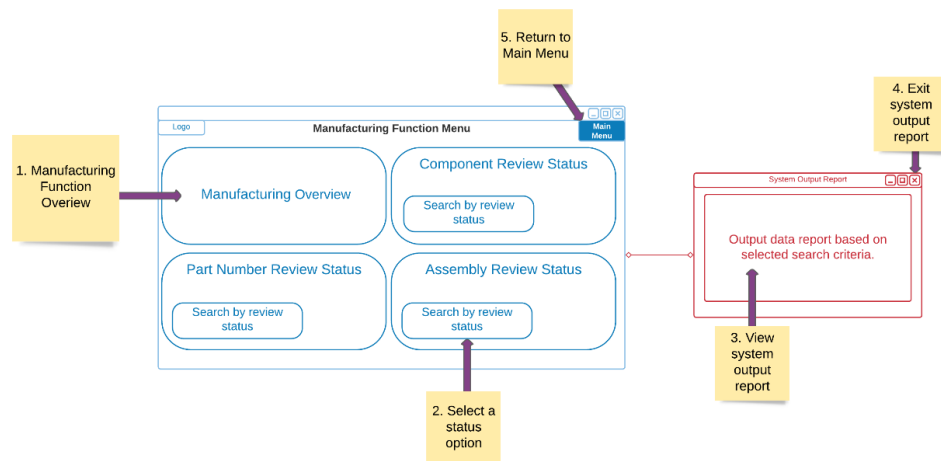 5. Return to
Main Menu
4. Exit
system
output
report
Logo
Manufacturing Function Menu
Main
Menu
1. Manufacturing
Function
Overiew
Manufacturing Overview
Component Review Status
Search by review
status
System Output Report
Output data report based on
selected search criteria.
Part Number Review Status
Search by review
status
Assembly Review Status
Search by review
status
3. View
system
output
report
2. Select a
status
option